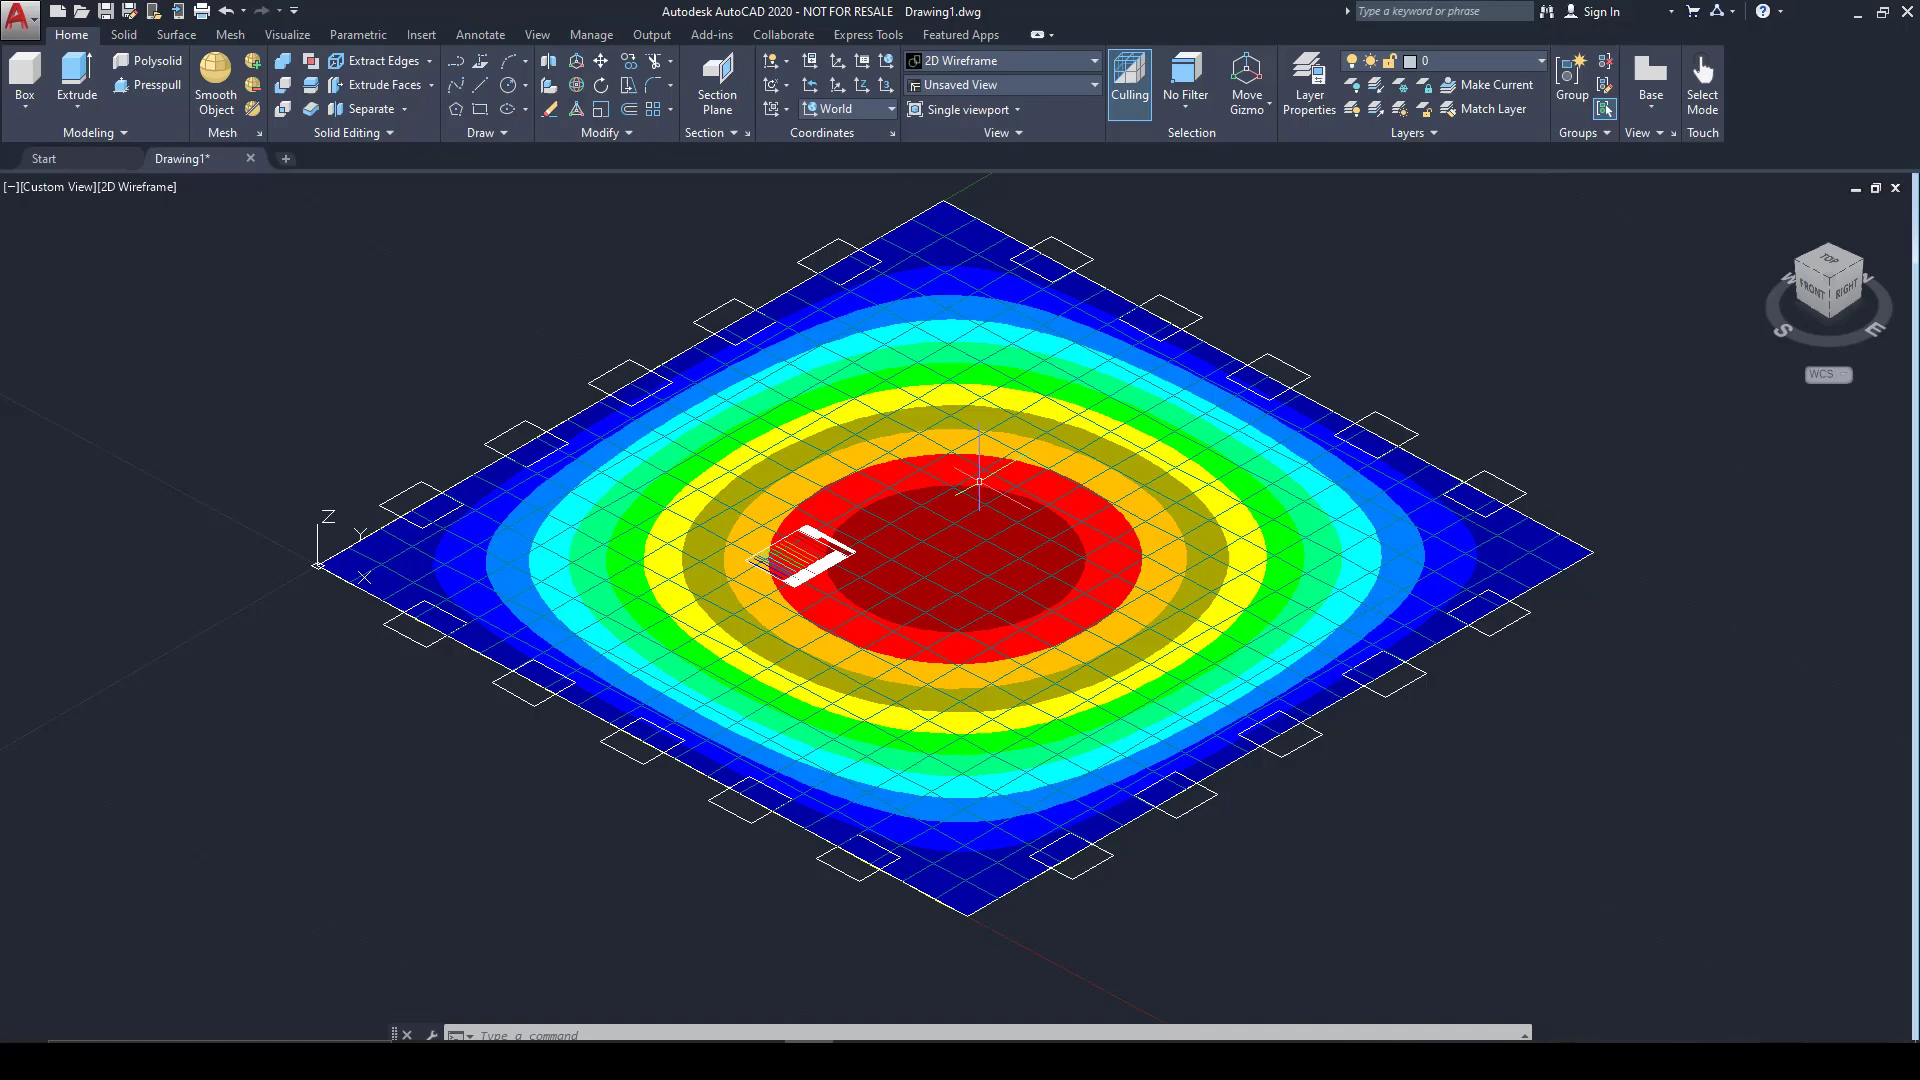 Autodesk AutoCAD 2020 - NOT FOR RESALE Drawing1.dwg
Type a keyword or phrase
Sign In
Home Solid Surface Mesh Visualize Parametric Insert Annotate View Manage Output Add-ins Collaborate Express Tools Featured Apps
Box
Extrude
Polysolid
Presspull
Modeling
Smooth
Object
Mesh
Extract Edges
Extrude Faces
Separate
Solid Editing
Draw
Modify
Section
Plane
Section
World
Coordinates
2D Wireframe
Unsaved View
Single viewport
View
Culling
No Filter
Move
Gizmo
Selection
Layer
Properties
0
Make Current
Match Layer
Layers
Group
Groups
Base
View
Select
Mode
Touch
Start
Drawing1*
[−][Custom View][2D Wireframe]
TOP
FRONT
RIGHT
W
N
S
E
WCS
Z
Y
X
Type a command